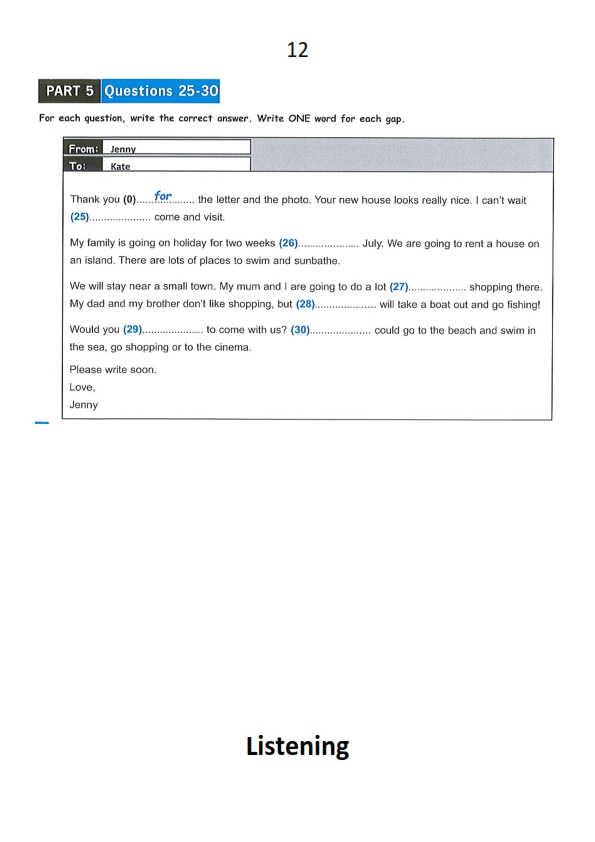 12
PART 5 Questions 25-30
For each question, write the correct answer. Write ONE word for each gap.
From: Jenny
To: Kate
Thank you (0)......for......... the letter and the photo. Your new house looks really nice. I can't wait
(25)..................... come and visit.
My family is going on holiday for two weeks (26)..................... July. We are going to rent a house on
an island. There are lots of places to swim and sunbathe.
We will stay near a small town. My mum and I are going to do a lot (27).................... shopping there.
My dad and my brother don't like shopping, but (28)..................... will take a boat out and go fishing!
Would you (29)..................... to come with us? (30)..................... could go to the beach and swim in
the sea, go shopping or to the cinema.
Please write soon.
Love,
Jenny
Listening